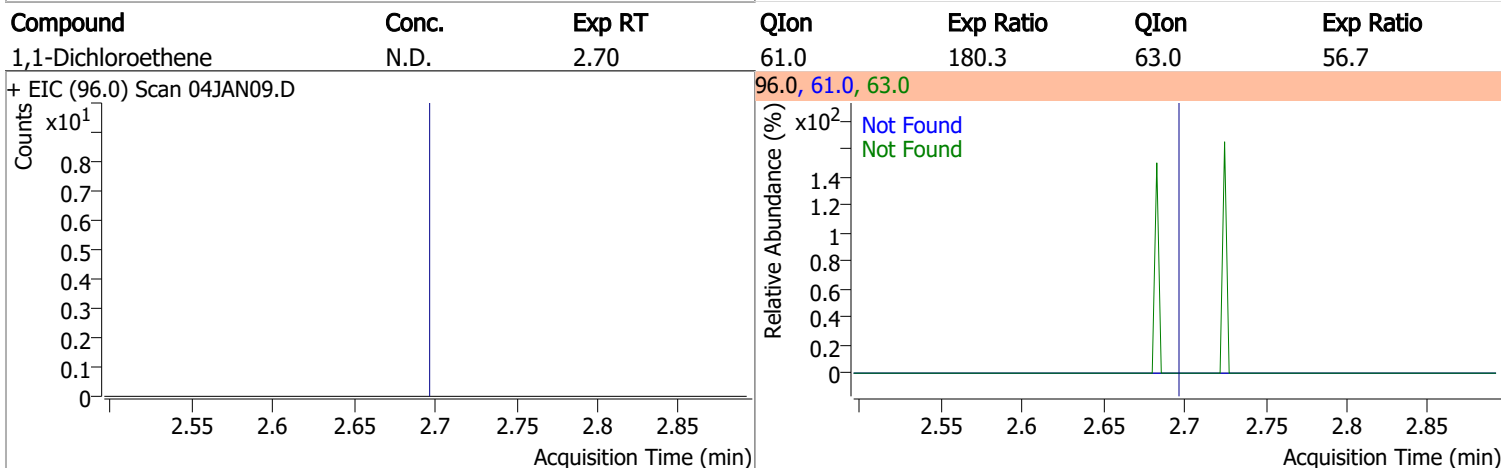 Compound Conc. Exp RT QIon Exp Ratio QIon Exp Ratio
1,1-Dichloroethene N.D. 2.70 61.0 180.3 63.0 56.7
+ EIC (96.0) Scan 04JAN09.D
Counts
x10¹
0.8
0.7
0.6
0.5
0.4
0.3
0.2
0.1
0
2.55 2.6 2.65 2.7 2.75 2.8 2.85
Acquisition Time (min)
96.0, 61.0, 63.0
Relative Abundance (%)
x10²
Not Found
Not Found
1.4
1.2
1
0.8
0.6
0.4
0.2
0
2.55 2.6 2.65 2.7 2.75 2.8 2.85
Acquisition Time (min)